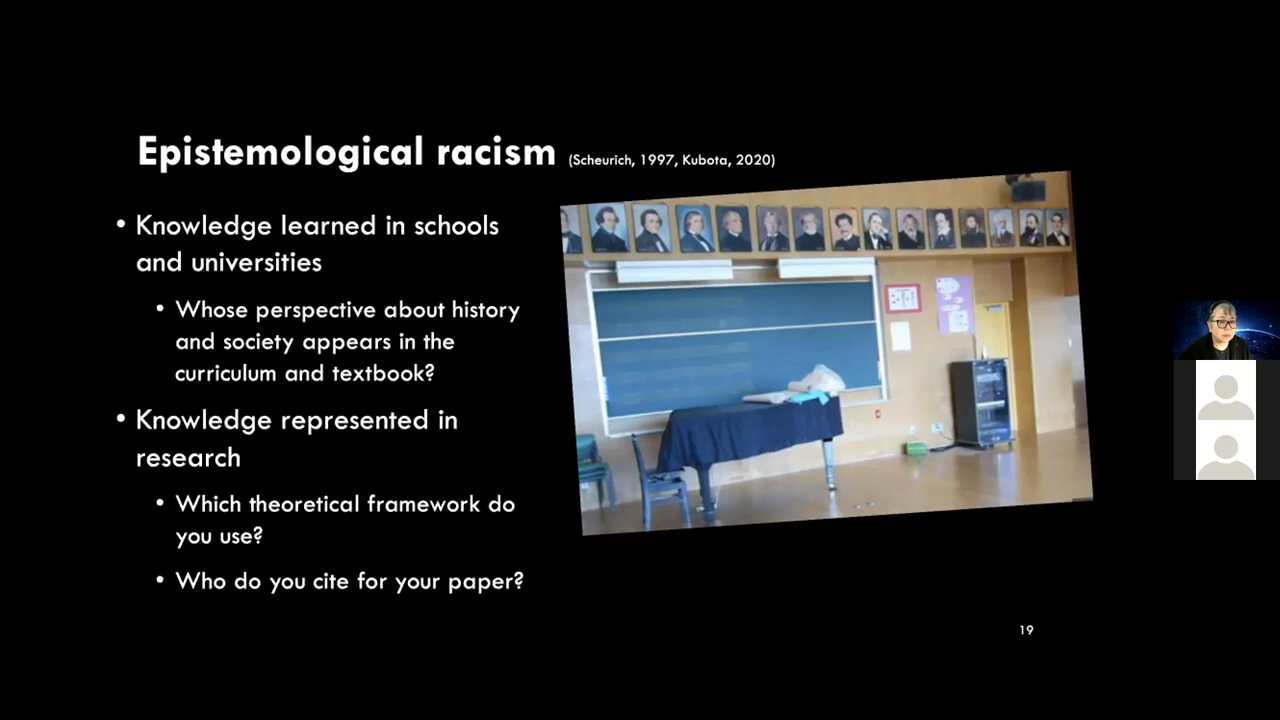 Epistemological racism (Scheurich, 1997, Kubota, 2020)
• Knowledge learned in schools
and universities
• Whose perspective about history
and society appears in the
curriculum and textbook?
• Knowledge represented in
research
• Which theoretical framework do
you use?
• Who do you cite for your paper?
19